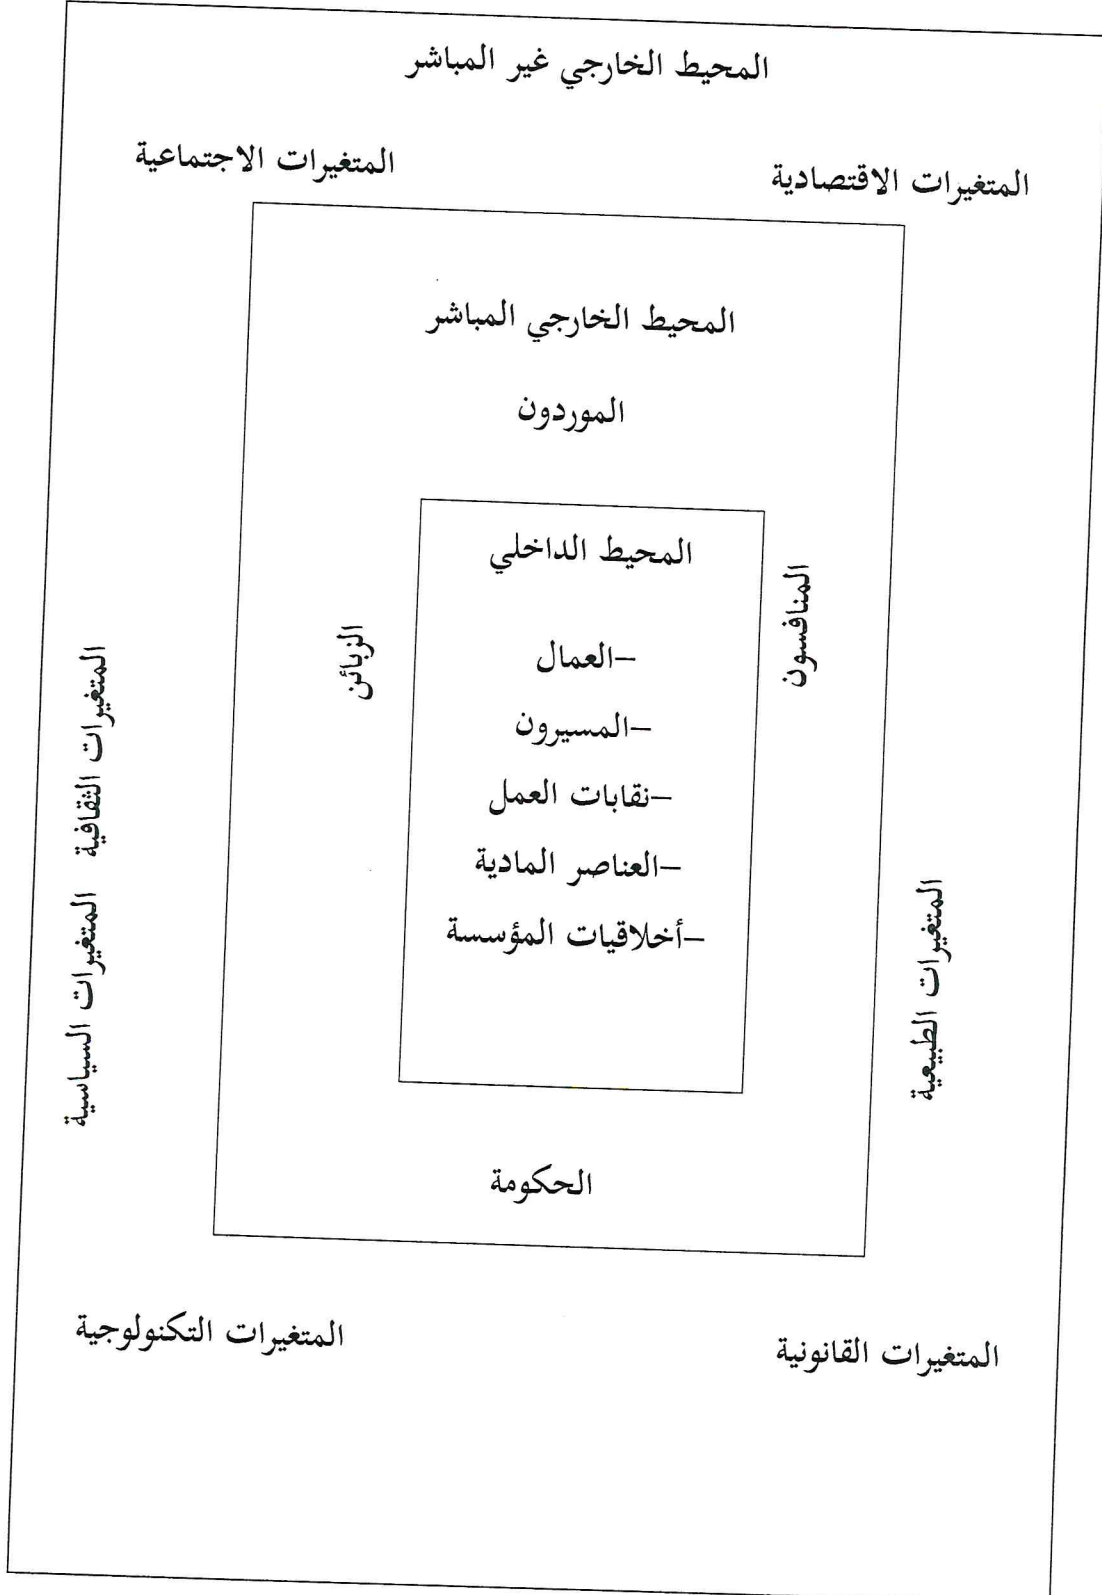 المحيط الخارجي غير المباشر
المتغيرات الاقتصادية
المتغيرات الاجتماعية
المحيط الخارجي المباشر
الموردون
المحيط الداخلي
–العمال
–المسيرون
–نقابات العمل
–العناصر المادية
–أخلاقيات المؤسسة
المنافسون
الزبائن
المتغيرات الطبيعية
المتغيرات السياسية المتغيرات الثقافية
الحكومة
المتغيرات القانونية
المتغيرات التكنولوجية